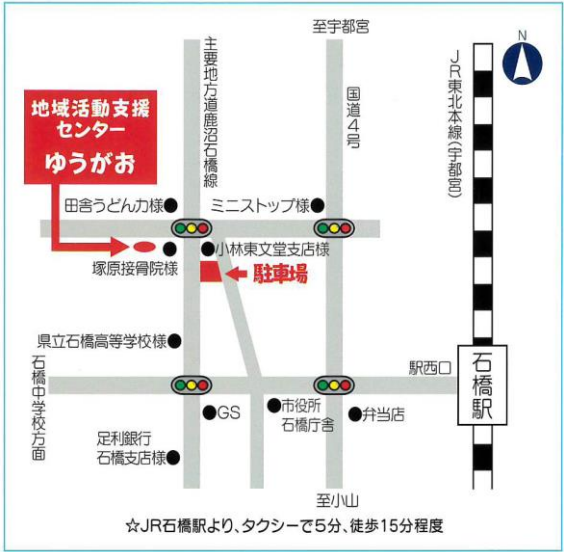 至宇都宮
N
主要地方道鹿沼石橋線
国道4号
JR東北本線(宇都宮)
地域活動支援
センター
ゆうがお
田舎うどん力様
ミニストップ様
塚原接骨院様
小林東文堂支店様
駐車場
県立石橋高等学校様
石橋中学校方面
駅西口
石橋駅
GS
市役所
石橋庁舎
弁当店
足利銀行
石橋支店様
至小山
☆JR石橋駅より、タクシーで5分、徒歩15分程度